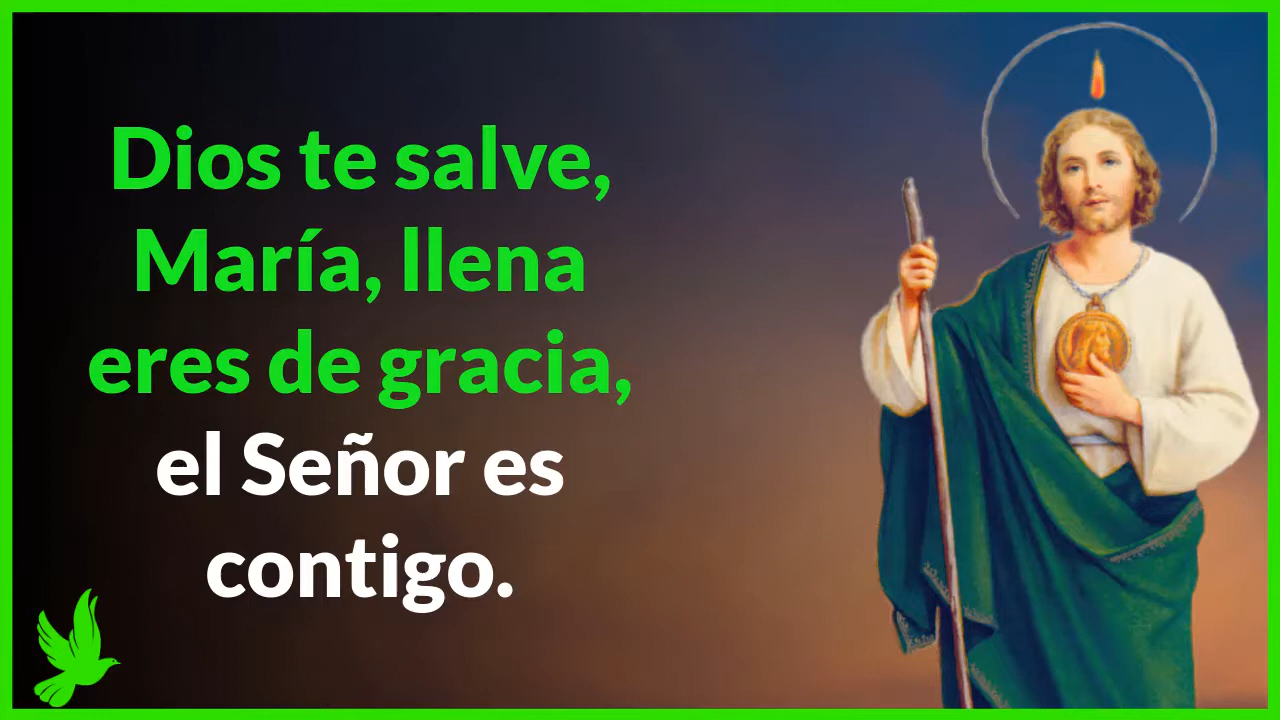 Dios te salve,
María, llena
eres de gracia,
el Señor es
contigo.